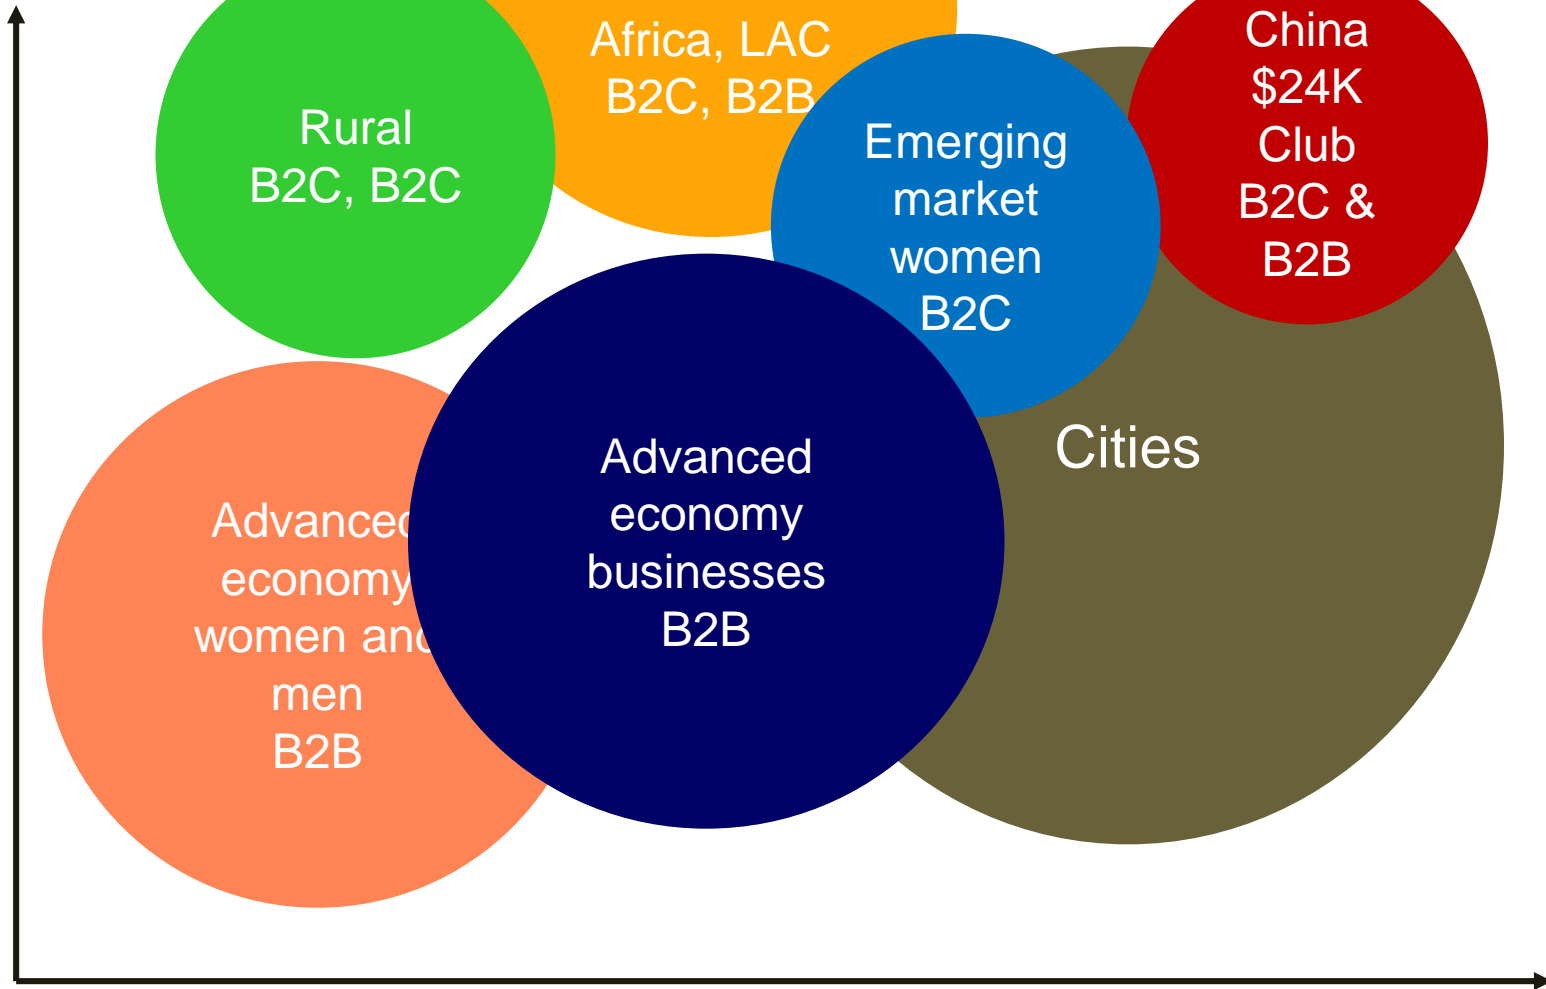 Africa, LAC
B2C, B2B
China
$24K
Club
B2C &
B2B
Rural
B2C, B2C
Emerging
market
women
B2C
Cities
Advanced
economy
businesses
B2B
Advanced
economy
women and
men
B2B